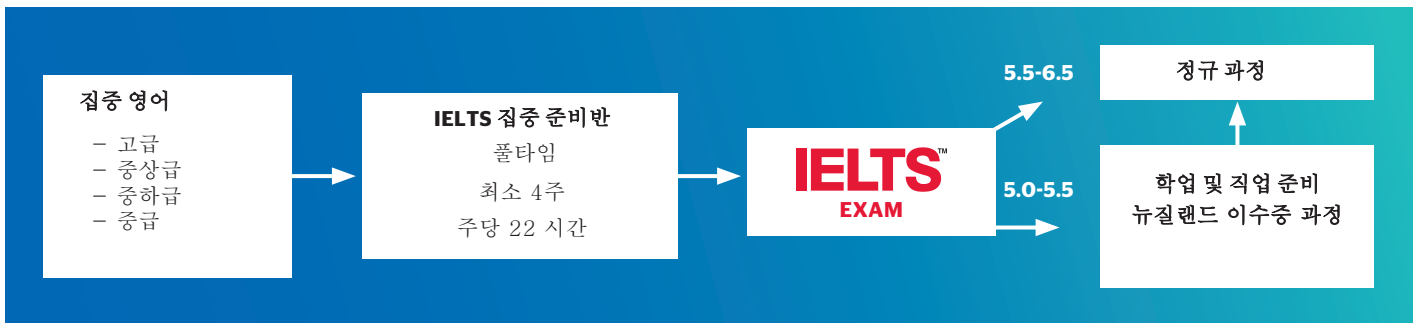 집중 영어
– 고급
– 중상급
– 중하급
– 중급
IELTS 집중 준비반
풀타임
최소 4주
주당 22 시간
IELTS™
EXAM
5.5-6.5
5.0-5.5
정규 과정
학업 및 직업 준비
뉴질랜드 이수중 과정